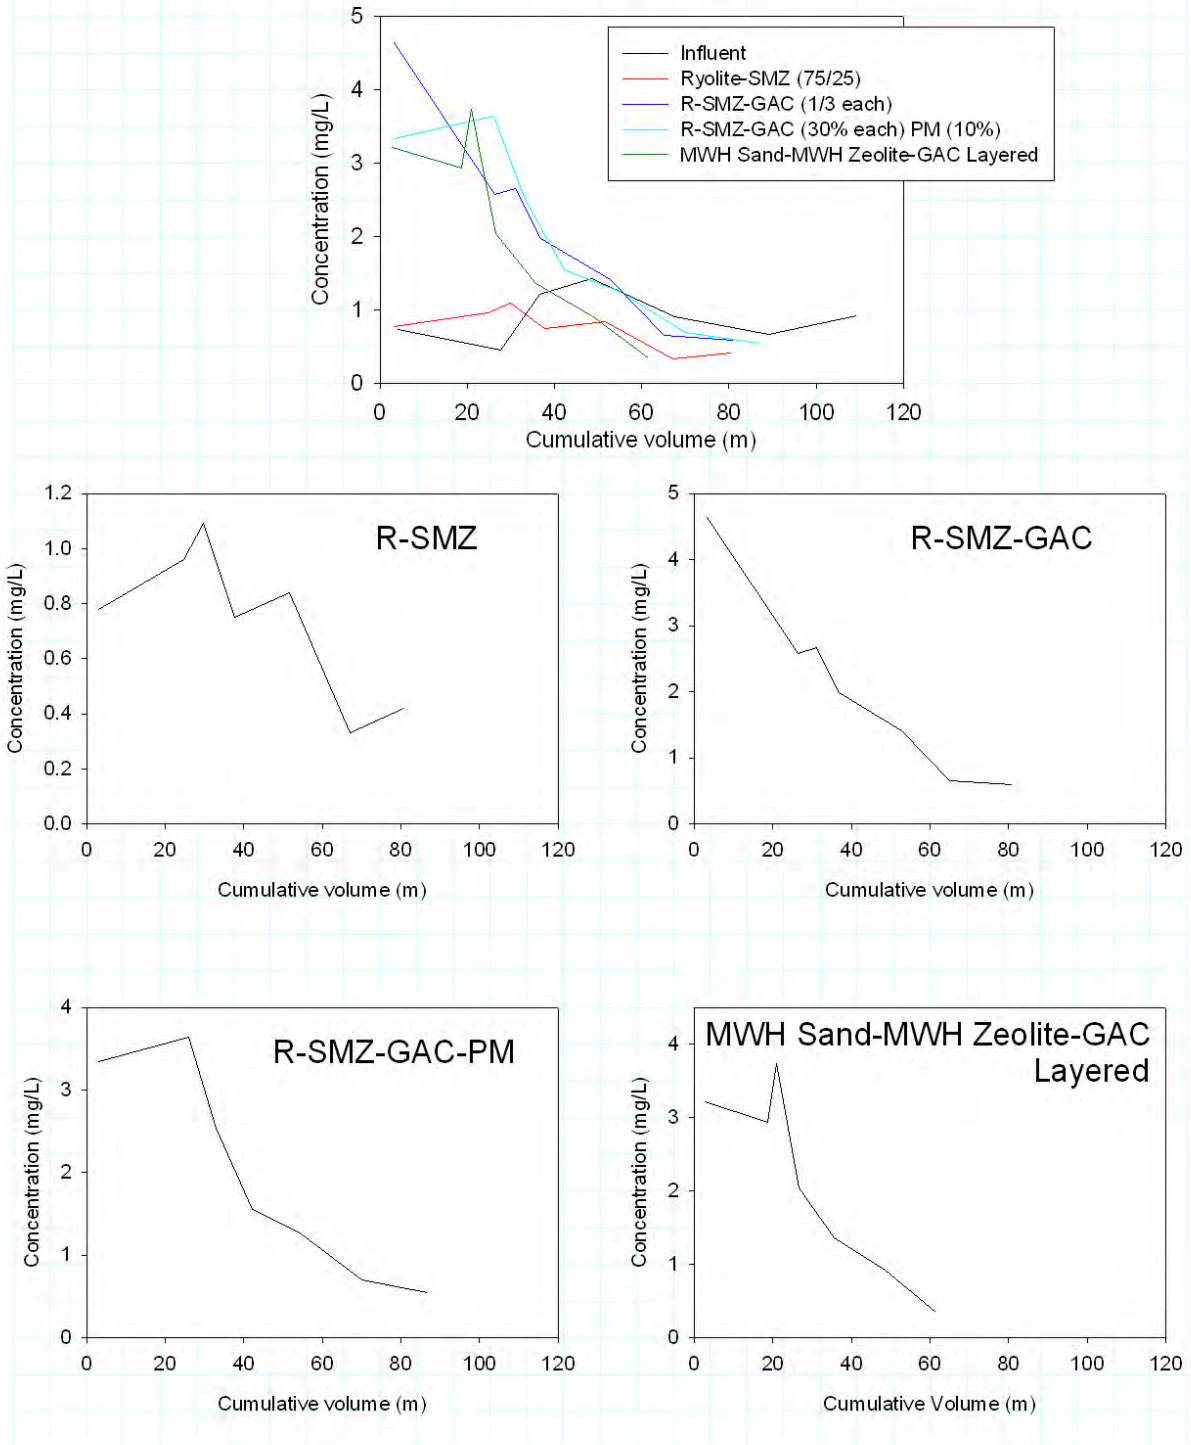 5
4
3
2
1
0
Concentration (mg/L)
Influent
Ryolite-SMZ (75/25)
R-SMZ-GAC (1/3 each)
R-SMZ-GAC (30% each) PM (10%)
MWH Sand-MWH Zeolite-GAC Layered
0 20 40 60 80 100 120
Cumulative volume (m)
1.2
1.0
0.8
0.6
0.4
0.2
0.0
Concentration (mg/L)
R-SMZ
0 20 40 60 80 100 120
Cumulative volume (m)
5
4
3
2
1
0
Concentration (mg/L)
R-SMZ-GAC
0 20 40 60 80 100 120
Cumulative volume (m)
4
3
2
1
0
Concentration (mg/L)
R-SMZ-GAC-PM
0 20 40 60 80 100 120
Cumulative volume (m)
4
3
2
1
0
Concentration (mg/L)
MWH Sand-MWH Zeolite-GAC
Layered
0 20 40 60 80 100 120
Cumulative Volume (m)